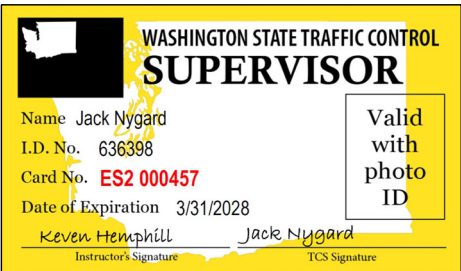 WASHINGTON STATE TRAFFIC CONTROL
SUPERVISOR
Name Jack Nygard
I.D. No. 636398
Card No. ES2 000457
Date of Expiration 3/31/2028
Valid
with
photo
ID
Keven Hemphill Jack Nygard
Instructor's Signature TCS Signature